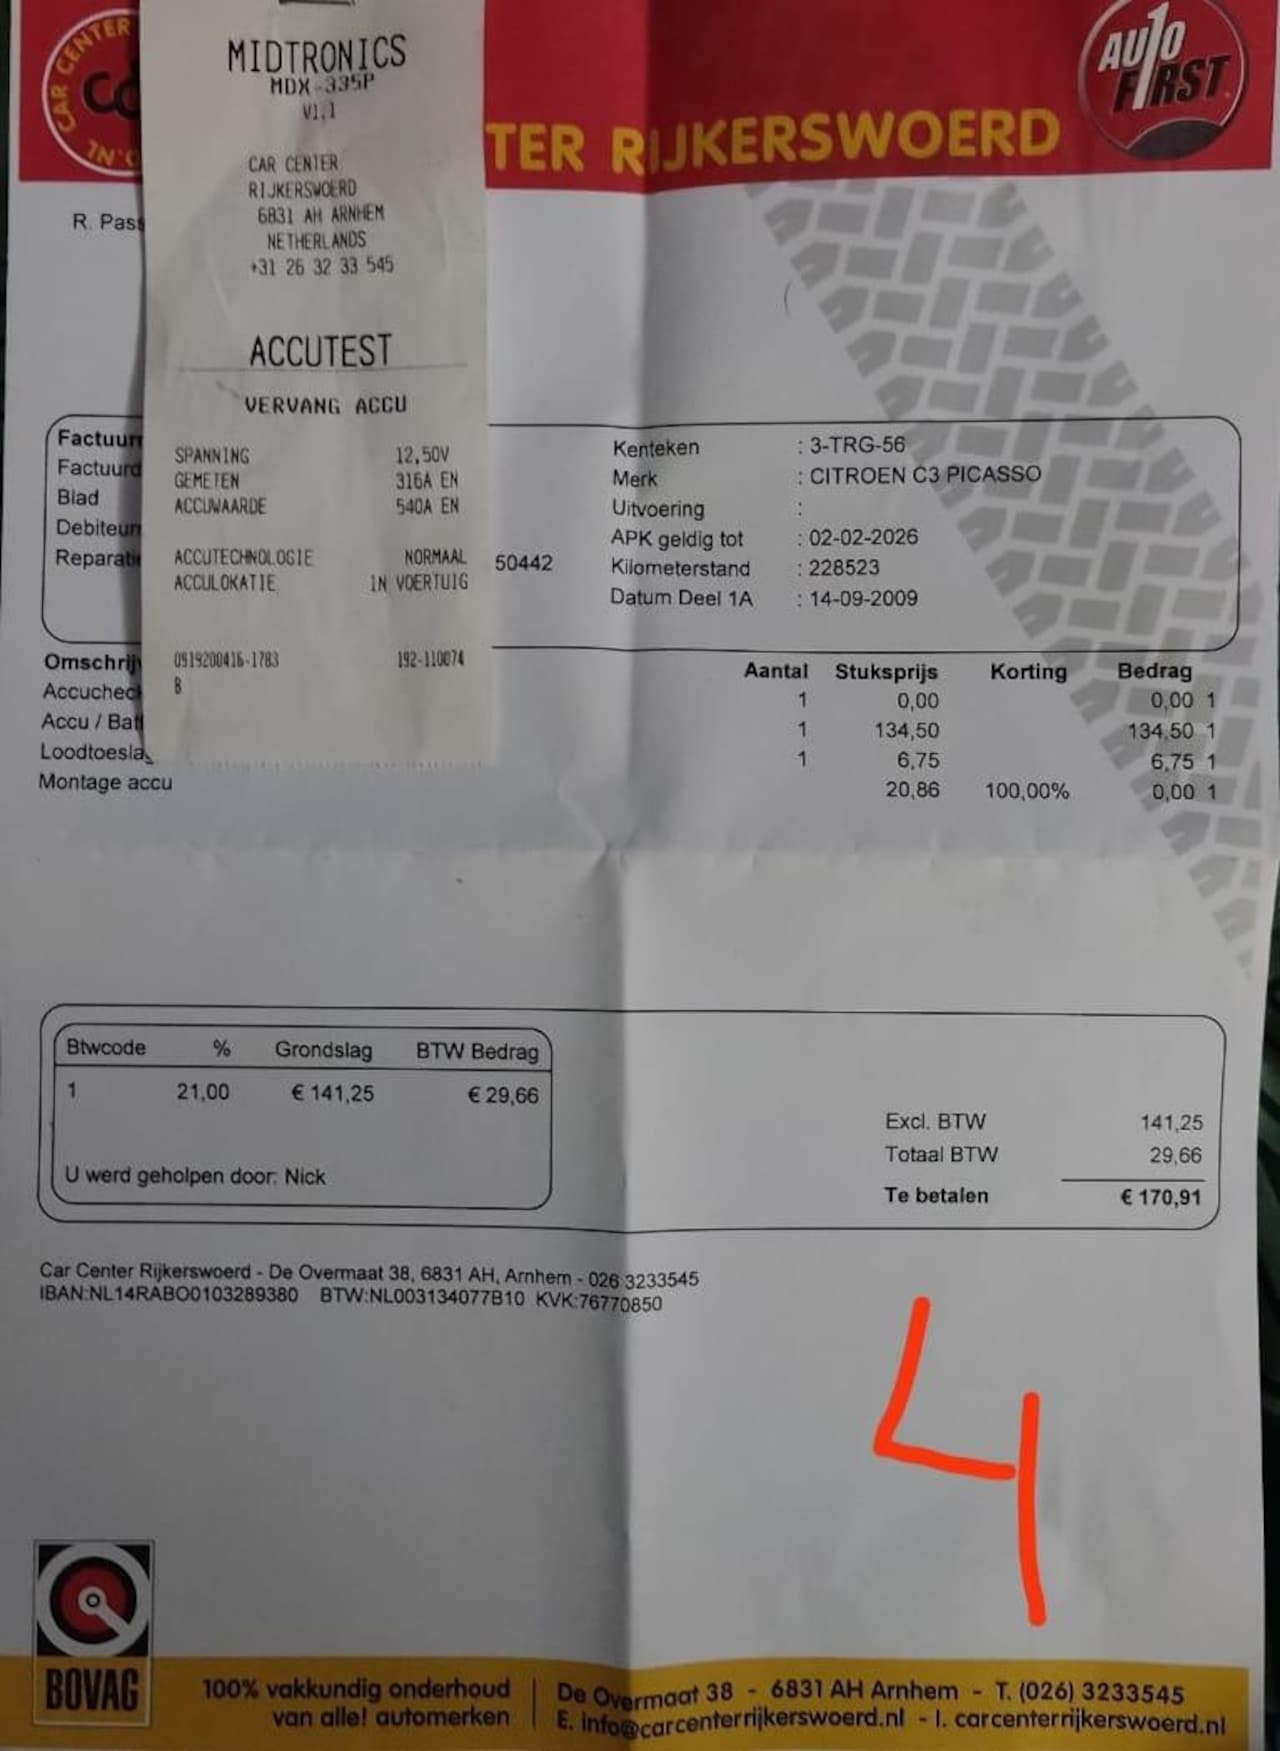 CAR CENTER
AUTO FIRST
TER RIJKERSWOERD
MIDTRONICS
MDX-335P
V1,1
CAR CENTER
RIJKERSWOERD
6831 AH ARNHEM
NETHERLANDS
+31 26 32 33 545
R. Pass
ACCUTEST
VERVANG ACCU
SPANNING 12,50V
GEMETEN 316A EN
ACCUWAARDE 540A EN
ACCUTECHNOLOGIE NORMAAL
ACCULOKATIE IN VOERTUIG
0919200416-1783 192-110074
B
Factuur
Factuurd
Blad
Debiteur
Reparati 50442
Kenteken : 3-TRG-56
Merk : CITROEN C3 PICASSO
Uitvoering :
APK geldig tot : 02-02-2026
Kilometerstand : 228523
Datum Deel 1A : 14-09-2009
Omschrij Aantal Stuksprijs Korting Bedrag
Accuchec 1 0,00 0,00 1
Accu / Bat 1 134,50 134,50 1
Loodtoesla 1 6,75 6,75 1
Montage accu 20,86 100,00% 0,00 1
Btwcode % Grondslag BTW Bedrag
1 21,00 € 141,25 € 29,66
U werd geholpen door: Nick
Excl. BTW 141,25
Totaal BTW 29,66
Te betalen € 170,91
Car Center Rijkerswoerd - De Overmaat 38, 6831 AH, Arnhem - 026 3233545
IBAN:NL14RABO0103289380 BTW:NL003134077B10 KVK:76770850
4
BOVAG
100% vakkundig onderhoud
van alle! automerken
De Overmaat 38 - 6831 AH Arnhem - T. (026) 3233545
E. info@carcenterrijkerswoerd.nl - I. carcenterrijkerswoerd.nl